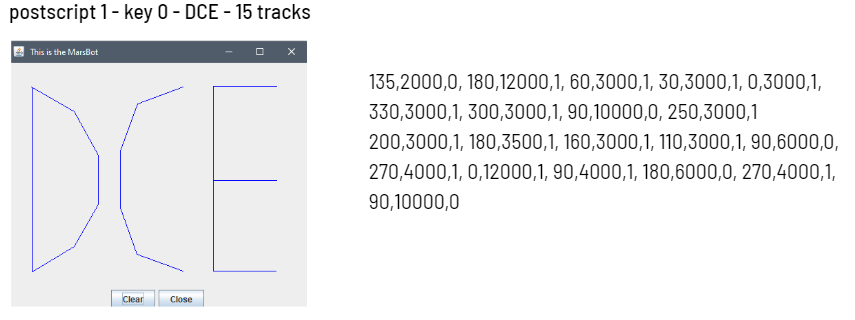 postscript 1 - key 0 - DCE - 15 tracks
This is the MarsBot
135,2000,0, 180,12000,1, 60,3000,1, 30,3000,1, 0,3000,1,
330,3000,1, 300,3000,1, 90,10000,0, 250,3000,1
200,3000,1, 180,3500,1, 160,3000,1, 110,3000,1, 90,6000,0,
270,4000,1, 0,12000,1, 90,4000,1, 180,6000,0, 270,4000,1,
90,10000,0
Clear Close